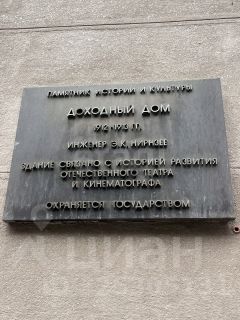 ПАМЯТНИК ИСТОРИИ И КУЛЬТУРЫ
ДОХОДНЫЙ ДОМ
1912-1913 ГГ.
ИНЖЕНЕР Э.К. НИРНЗЕЕ
ЗДАНИЕ СВЯЗАНО С ИСТОРИЕЙ РАЗВИТИЯ
ОТЕЧЕСТВЕННОГО ТЕАТРА
И КИНЕМАТОГРАФА
ОХРАНЯЕТСЯ ГОСУДАРСТВОМ